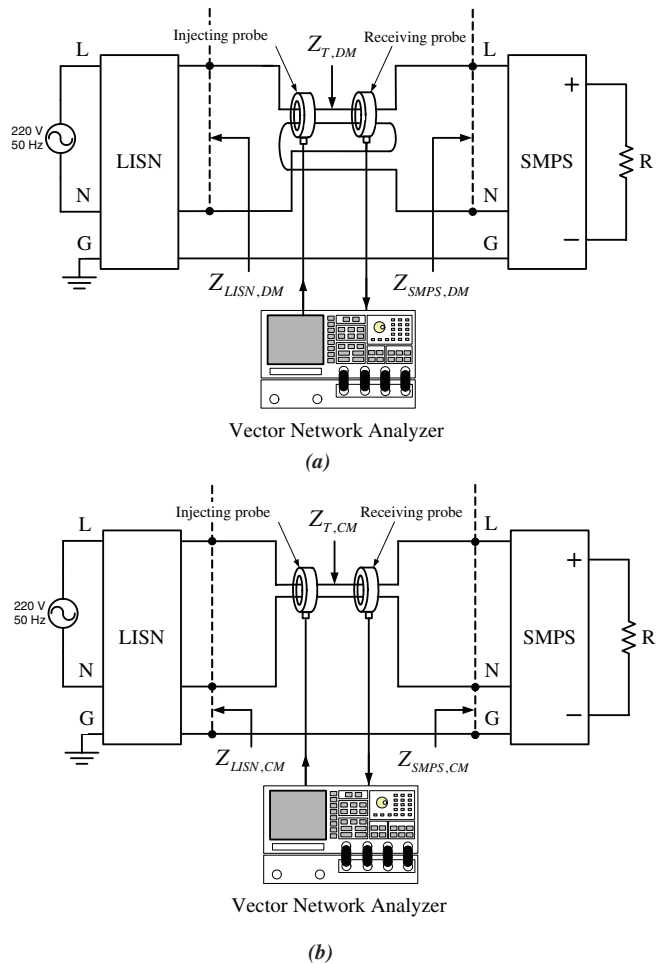 Injecting probe
Z_{T,DM}
Receiving probe
L
L
+
220 V
50 Hz
LISN
SMPS
R
N
N
G
G
−
Z_{LISN,DM}
Z_{SMPS,DM}
Vector Network Analyzer
(a)
Injecting probe
Z_{T,CM}
Receiving probe
L
L
+
220 V
50 Hz
LISN
SMPS
R
N
N
G
G
−
Z_{LISN,CM}
Z_{SMPS,CM}
Vector Network Analyzer
(b)